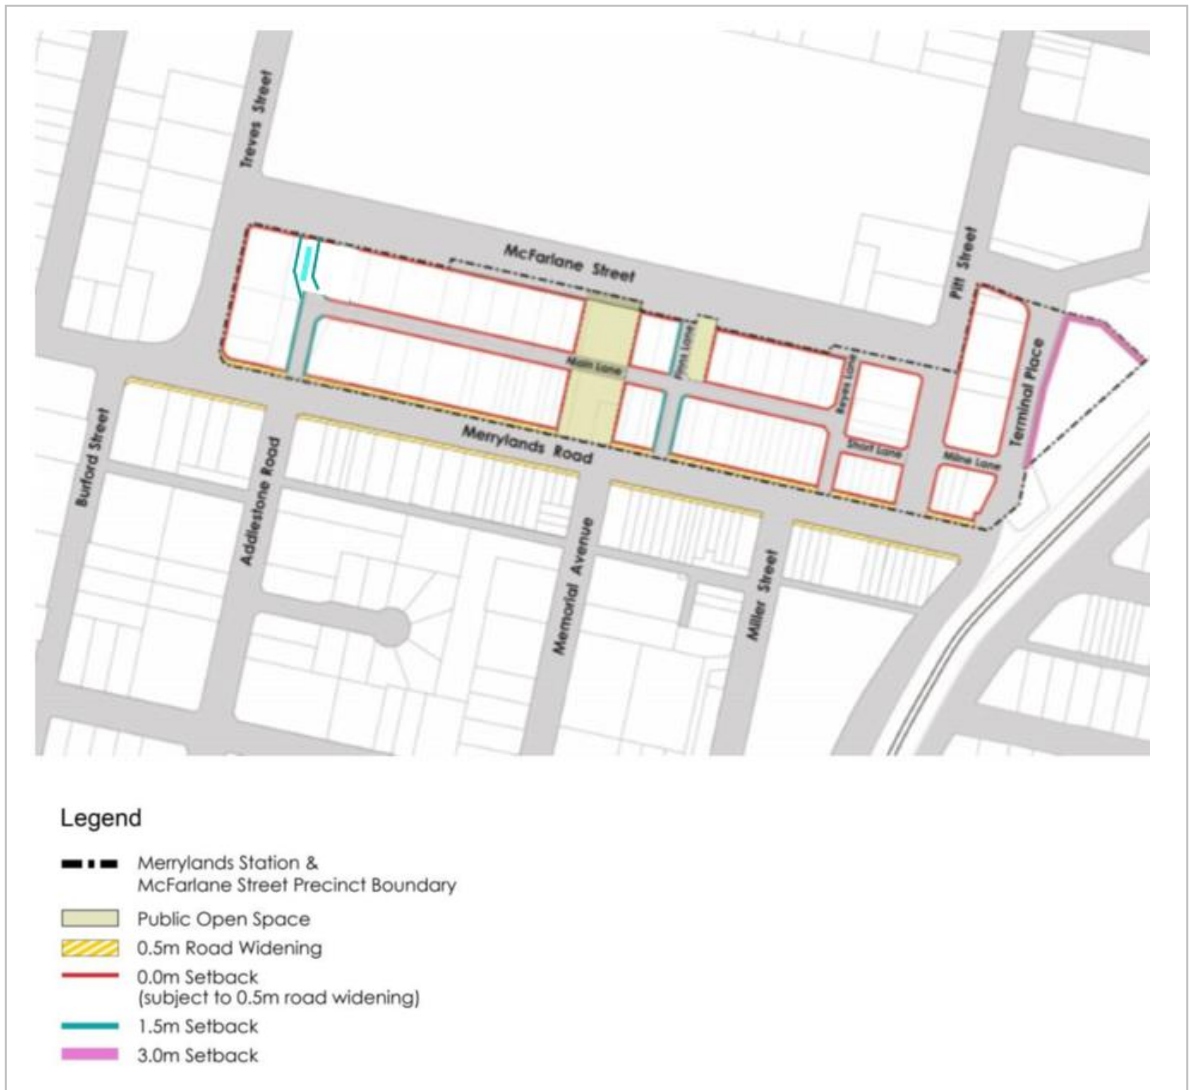 Treves Street
McFarlane Street
Pitt Street
Terminal Place
Finns Lane
Main Lane
Reyes Lane
Short Lane
Milne Lane
Merrylands Road
Burford Street
Addlestone Road
Memorial Avenue
Miller Street
Legend
Merrylands Station &
McFarlane Street Precinct Boundary
Public Open Space
0.5m Road Widening
0.0m Setback
(subject to 0.5m road widening)
1.5m Setback
3.0m Setback